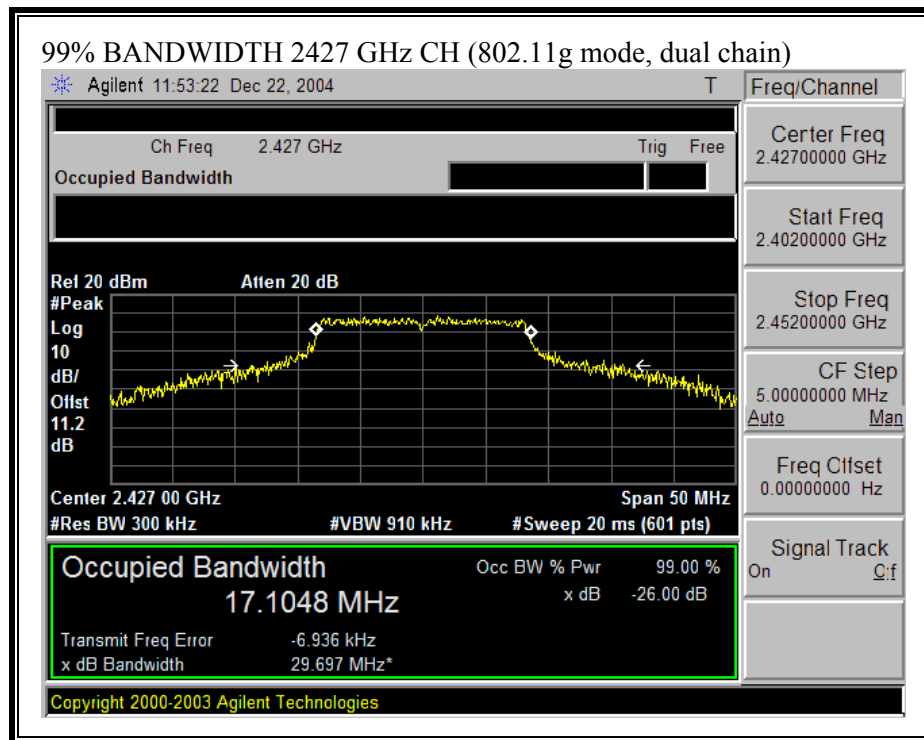 99% BANDWIDTH 2427 GHz CH (802.11g mode, dual chain)
Agilent 11:53:22 Dec 22, 2004 T
Freq/Channel
Ch Freq 2.427 GHz Trig Free
Occupied Bandwidth
Center Freq
2.42700000 GHz
Start Freq
2.40200000 GHz
Stop Freq
2.45200000 GHz
CF Step
5.00000000 MHz
Auto Man
Freq Offset
0.00000000 Hz
Signal Track
On Off
Ref 20 dBm Atten 20 dB
#Peak
Log
10
dB/
Offst
11.2
dB
Center 2.427 00 GHz Span 50 MHz
#Res BW 300 kHz #VBW 910 kHz #Sweep 20 ms (601 pts)
Occupied Bandwidth
17.1048 MHz
Occ BW % Pwr 99.00 %
x dB -26.00 dB
Transmit Freq Error -6.936 kHz
x dB Bandwidth 29.697 MHz*
Copyright 2000-2003 Agilent Technologies